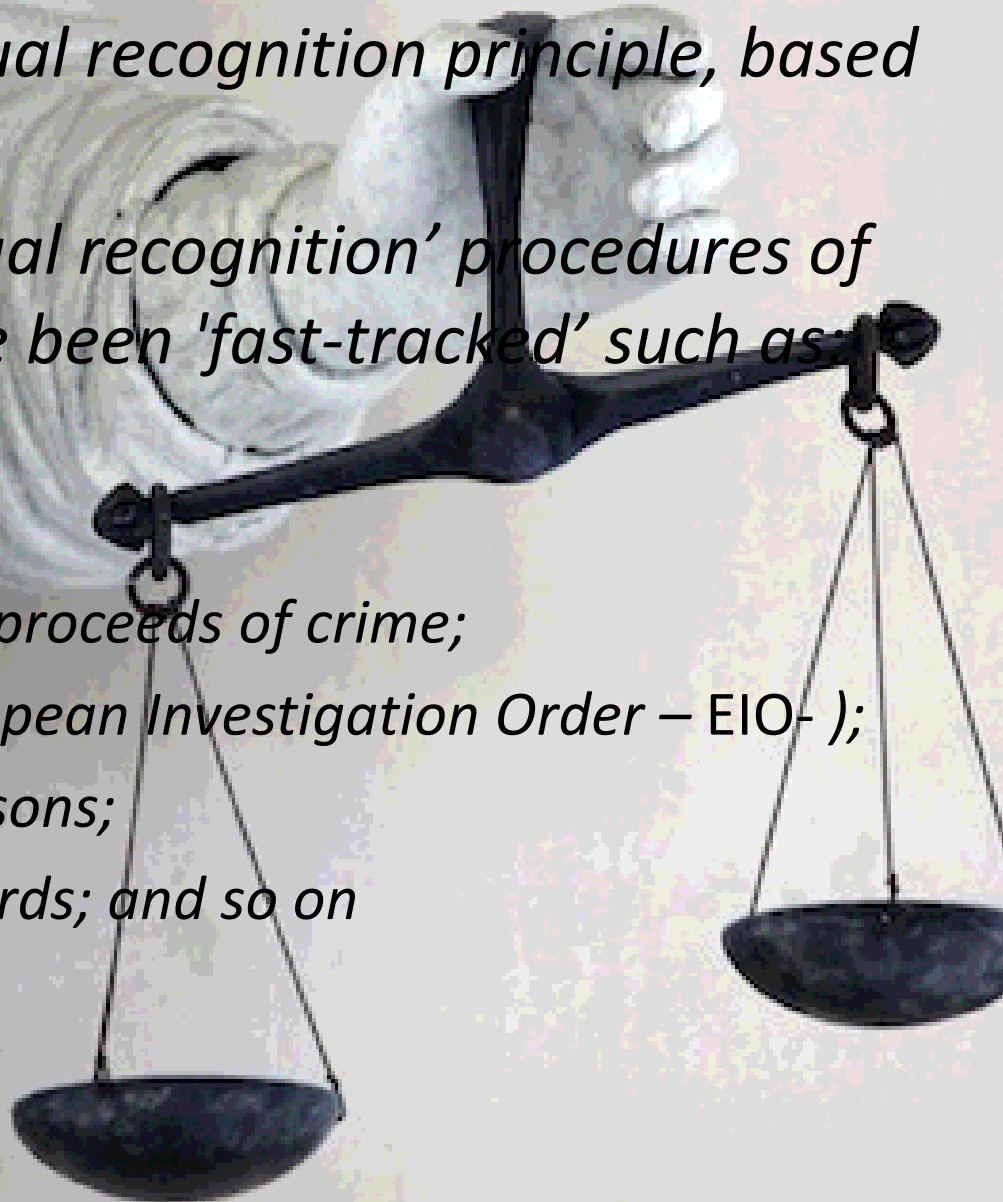 ual recognition principle, based
ual recognition’ procedures of
e been 'fast-tracked’ such as:
proceeds of crime;
pean Investigation Order – EIO- );
sons;
rds; and so on